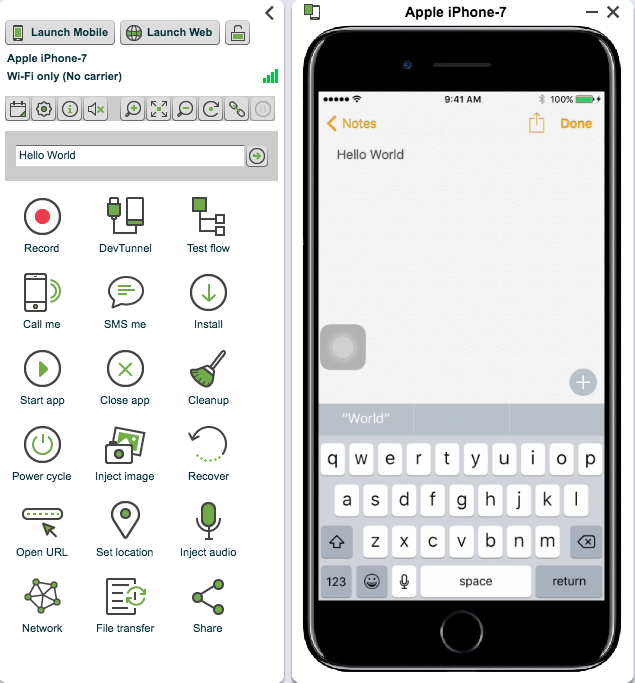 Launch Mobile Launch Web
Apple iPhone-7
Wi-Fi only (No carrier)
Hello World
Record DevTunnel Test flow
Call me SMS me Install
Start app Close app Cleanup
Power cycle Inject image Recover
Open URL Set location Inject audio
Network File transfer Share
Apple iPhone-7
9:41 AM 100%
Notes Done
Hello World
“World”
q w e r t y u i o p
a s d f g h j k l
z x c v b n m
123 space return